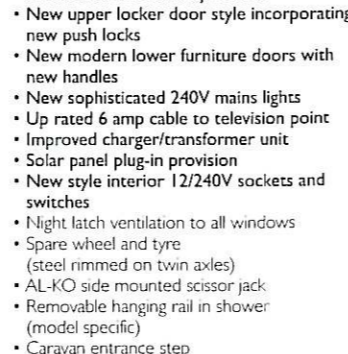 • New upper locker door style incorporating
new push locks
• New modern lower furniture doors with
new handles
• New sophisticated 240V mains lights
• Up rated 6 amp cable to television point
• Improved charger/transformer unit
• Solar panel plug-in provision
• New style interior 12/240V sockets and
switches
• Night latch ventilation to all windows
• Spare wheel and tyre
(steel rimmed on twin axles)
• AL-KO side mounted scissor jack
• Removable hanging rail in shower
(model specific)
• Caravan entrance step